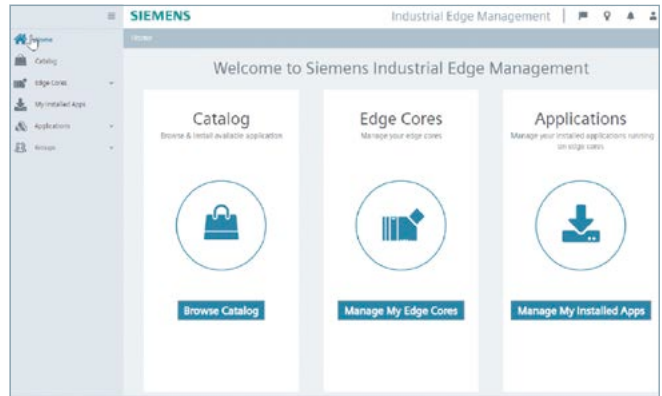 SIEMENS
Industrial Edge Management
Home
Home
Catalog
Edge Cores
My Installed Apps
Applications
Groups
Welcome to Siemens Industrial Edge Management
Catalog
Browse & Install available application
Browse Catalog
Edge Cores
Manage your edge cores
Manage My Edge Cores
Applications
Manage your installed applications running
on edge cores
Manage My Installed Apps